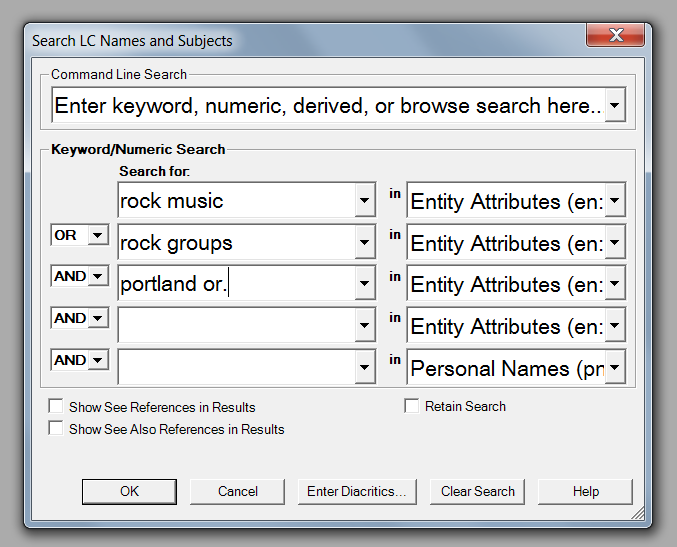 Search LC Names and Subjects
Command Line Search
Enter keyword, numeric, derived, or browse search here..
Keyword/Numeric Search
Search for:
rock music in Entity Attributes (en:
OR rock groups in Entity Attributes (en:
AND portland or. in Entity Attributes (en:
AND in Entity Attributes (en:
AND in Personal Names (pn
Show See References in Results Retain Search
Show See Also References in Results
OK Cancel Enter Diacritics... Clear Search Help